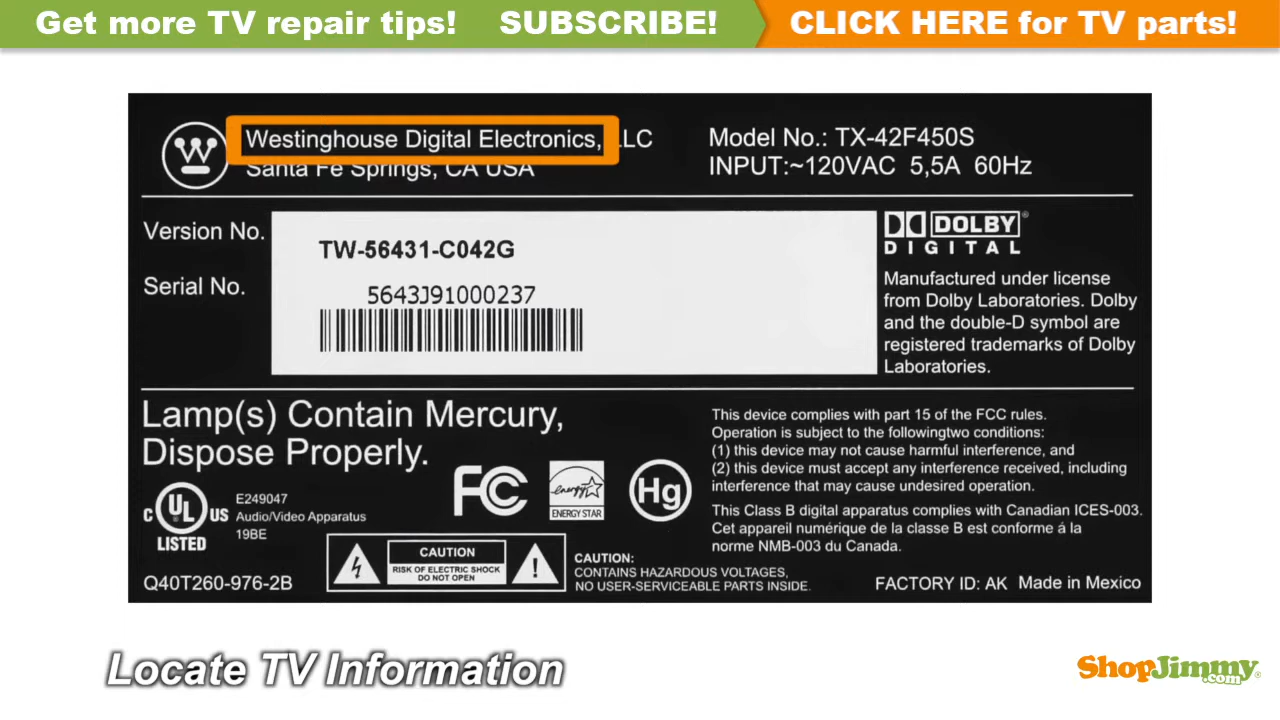 Get more TV repair tips! SUBSCRIBE! CLICK HERE for TV parts!
Westinghouse Digital Electronics, LLC
Santa Fe Springs, CA USA
Model No.: TX-42F450S
INPUT:~120VAC 5,5A 60Hz
Version No.
TW-56431-C042G
Serial No.
5643J91000237
DOLBY
DIGITAL
Manufactured under license
from Dolby Laboratories. Dolby
and the double-D symbol are
registered trademarks of Dolby
Laboratories.
Lamp(s) Contain Mercury,
Dispose Properly.
C UL US
LISTED
E249047
Audio/Video Apparatus
19BE
FC
energy
ENERGY STAR
Hg
Q40T260-976-2B
CAUTION
RISK OF ELECTRIC SHOCK
DO NOT OPEN
CAUTION:
CONTAINS HAZARDOUS VOLTAGES,
NO USER-SERVICEABLE PARTS INSIDE.
This device complies with part 15 of the FCC rules.
Operation is subject to the followingtwo conditions:
(1) this device may not cause harmful interference, and
(2) this device must accept any interference received, including
interference that may cause undesired operation.
This Class B digital apparatus complies with Canadian ICES-003.
Cet appareil numérique de la classe B est conforme á la
norme NMB-003 du Canada.
FACTORY ID: AK Made in Mexico
Locate TV Information
ShopJimmy.com